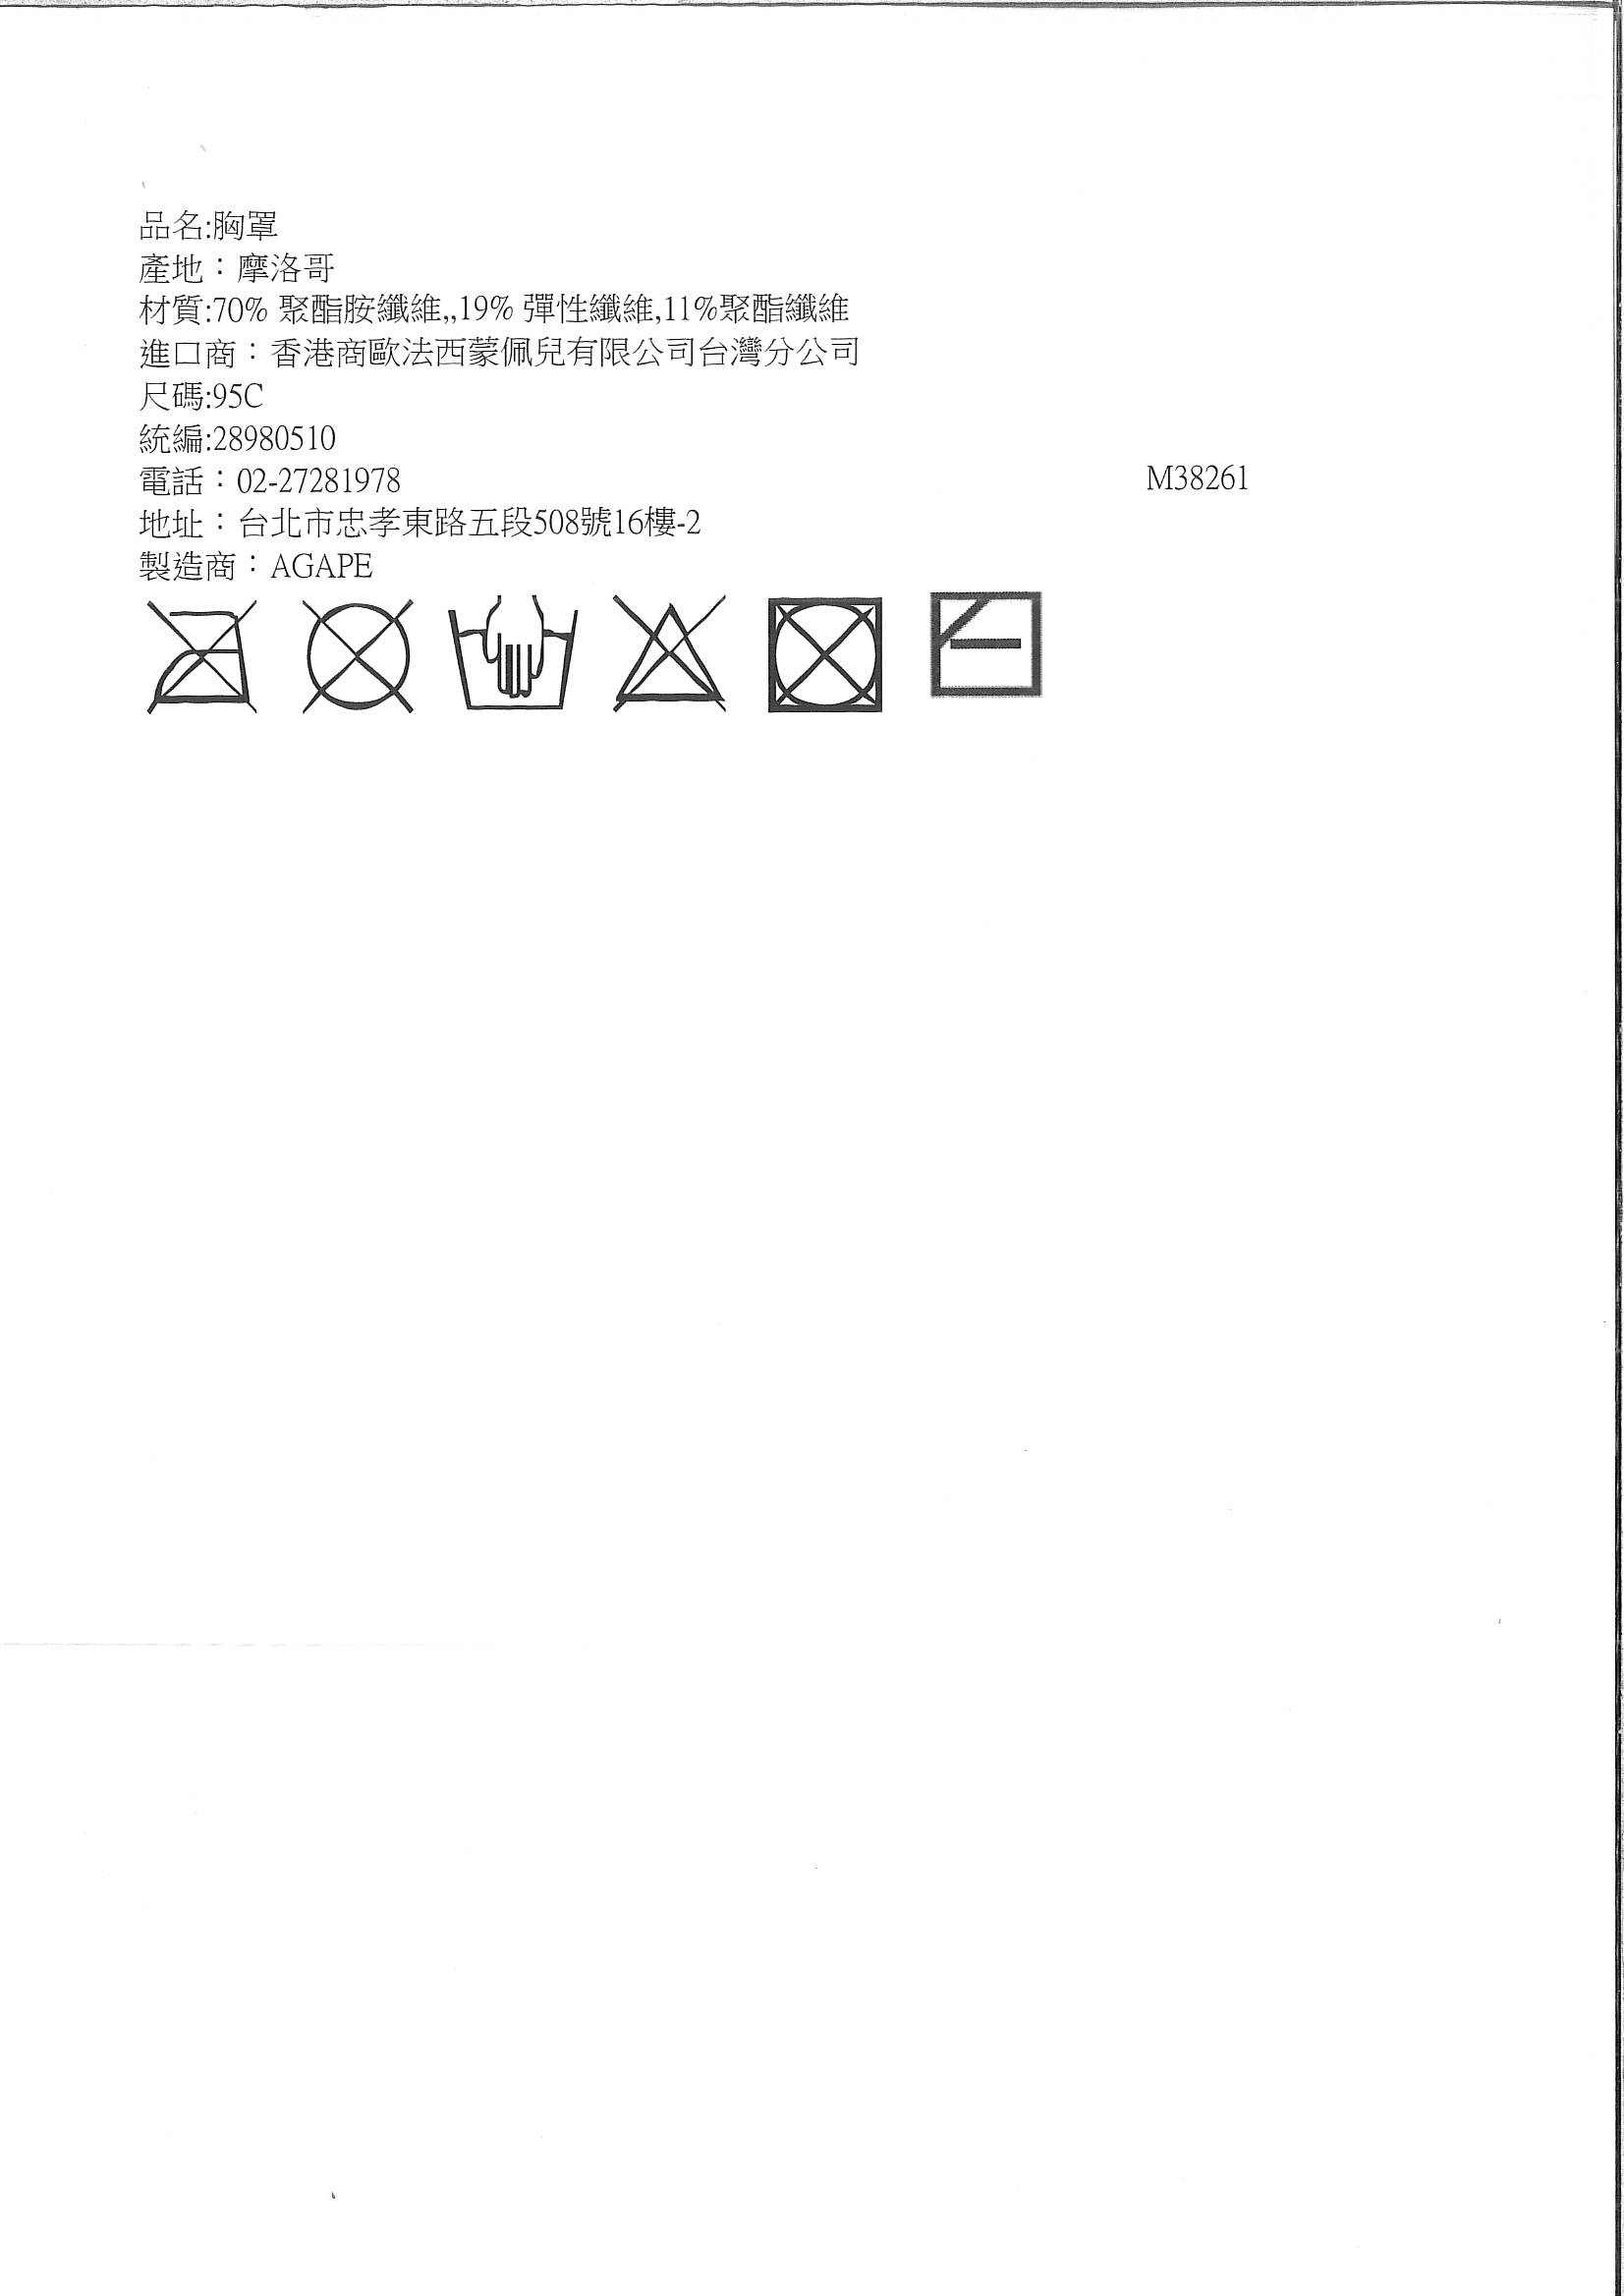 品名:胸罩
產地：摩洛哥
材質:70% 聚酯胺纖維,,19% 彈性纖維,11%聚酯纖維
進口商：香港商歐法西蒙佩兒有限公司台灣分公司
尺碼:95C
統編:28980510
電話：02-27281978
M38261
地址：台北市忠孝東路五段508號16樓-2
製造商：AGAPE